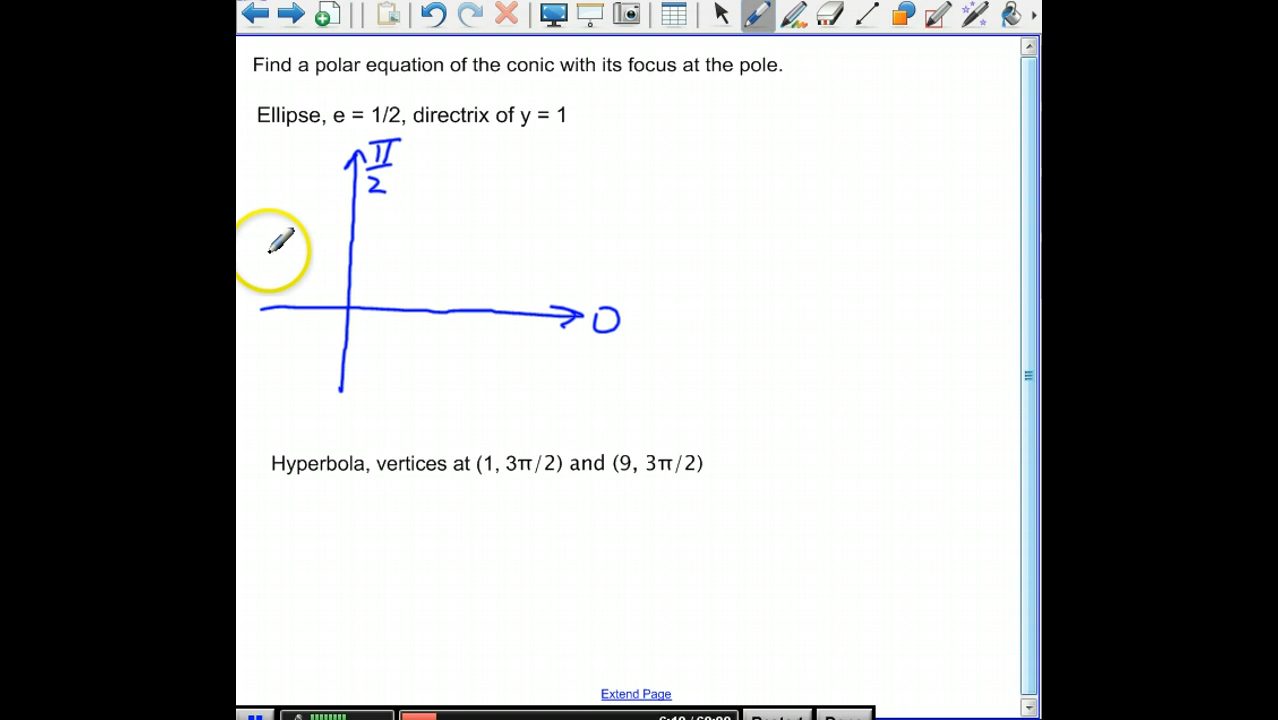 Find a polar equation of the conic with its focus at the pole.
Ellipse, e = 1/2, directrix of y = 1
π/2
0
Hyperbola, vertices at (1, 3π/2) and (9, 3π/2)
Extend Page